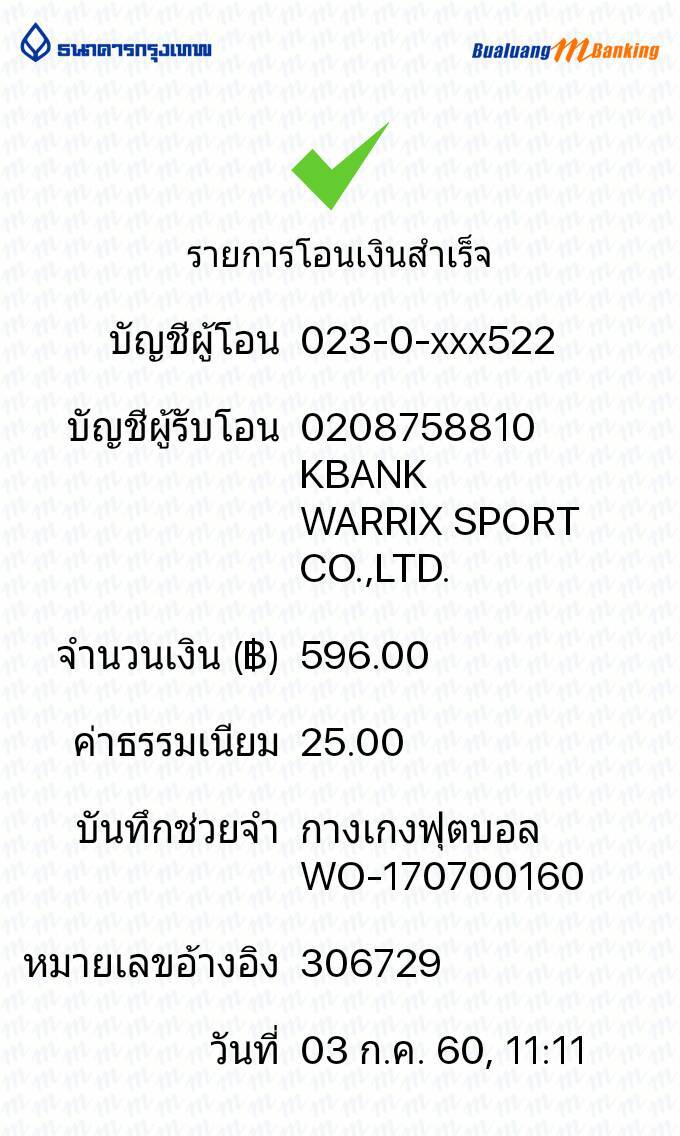 ธนาคารกรุงเทพ
Bualuang mBanking
รายการโอนเงินสำเร็จ
บัญชีผู้โอน 023-0-xxx522
บัญชีผู้รับโอน 0208758810
KBANK
WARRIX SPORT
CO.,LTD.
จำนวนเงิน (฿) 596.00
ค่าธรรมเนียม 25.00
บันทึกช่วยจำ กางเกงฟุตบอล
WO-170700160
หมายเลขอ้างอิง 306729
วันที่ 03 ก.ค. 60, 11:11